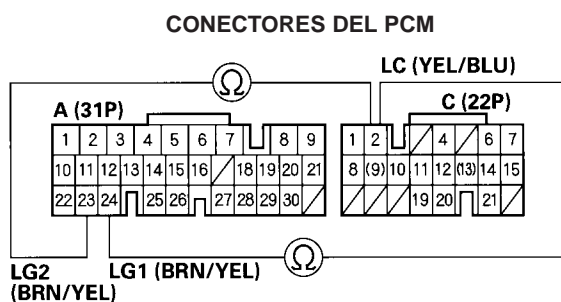 CONECTORES DEL PCM
LC (YEL/BLU)
Ω
A (31P)
C (22P)
1 2 3 4 5 6 7 8 9
1 2 4 6 7
10 11 12 13 14 15 16 18 19 20 21
8 (9) 10 11 12 (13) 14 15
22 23 24 25 26 27 28 29 30
19 20 21
LG2
(BRN/YEL)
LG1 (BRN/YEL)
Ω